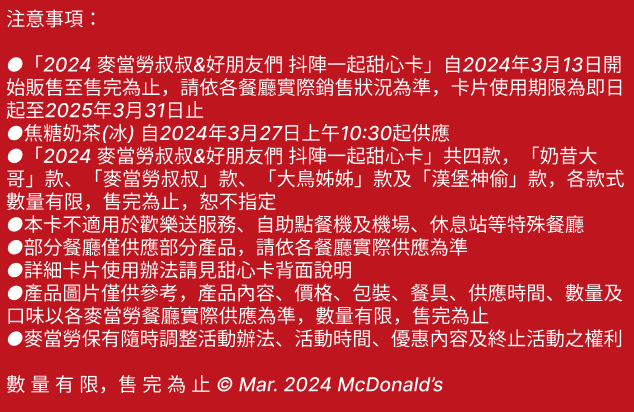 注意事項：
●「2024 麥當勞叔叔&好朋友們 抖陣一起甜心卡」自2024年3月13日開
始販售至售完為止，請依各餐廳實際銷售狀況為準，卡片使用期限為即日
起至2025年3月31日止
●焦糖奶茶(冰) 自2024年3月27日上午10:30起供應
●「2024 麥當勞叔叔&好朋友們 抖陣一起甜心卡」共四款，「奶昔大
哥」款、「麥當勞叔叔」款、「大鳥姊姊」款及「漢堡神偷」款，各款式
數量有限，售完為止，恕不指定
●本卡不適用於歡樂送服務、自助點餐機及機場、休息站等特殊餐廳
●部分餐廳僅供應部分產品，請依各餐廳實際供應為準
●詳細卡片使用辦法請見甜心卡背面說明
●產品圖片僅供參考，產品內容、價格、包裝、餐具、供應時間、數量及
口味以各麥當勞餐廳實際供應為準，數量有限，售完為止
●麥當勞保有隨時調整活動辦法、活動時間、優惠內容及終止活動之權利
數 量 有 限，售 完 為 止 © Mar. 2024 McDonald’s